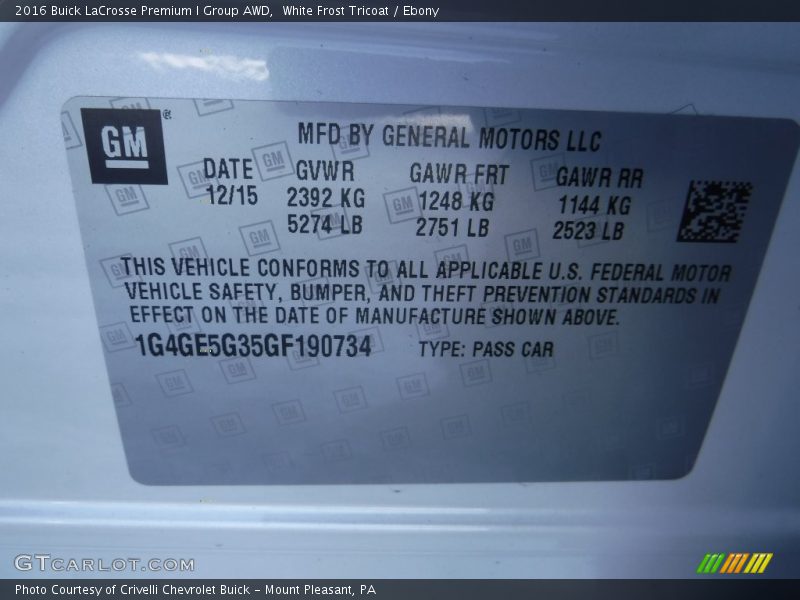 2016 Buick LaCrosse Premium I Group AWD,  White Frost Tricoat / Ebony
GM ®
MFD BY GENERAL MOTORS LLC
DATE GVWR GAWR FRT GAWR RR
12/15 2392 KG 1248 KG 1144 KG
5274 LB 2751 LB 2523 LB
THIS VEHICLE CONFORMS TO ALL APPLICABLE U.S. FEDERAL MOTOR
VEHICLE SAFETY, BUMPER, AND THEFT PREVENTION STANDARDS IN
EFFECT ON THE DATE OF MANUFACTURE SHOWN ABOVE.
1G4GE5G35GF190734 TYPE: PASS CAR
GTCARLOT.COM
Photo Courtesy of Crivelli Chevrolet Buick – Mount Pleasant, PA